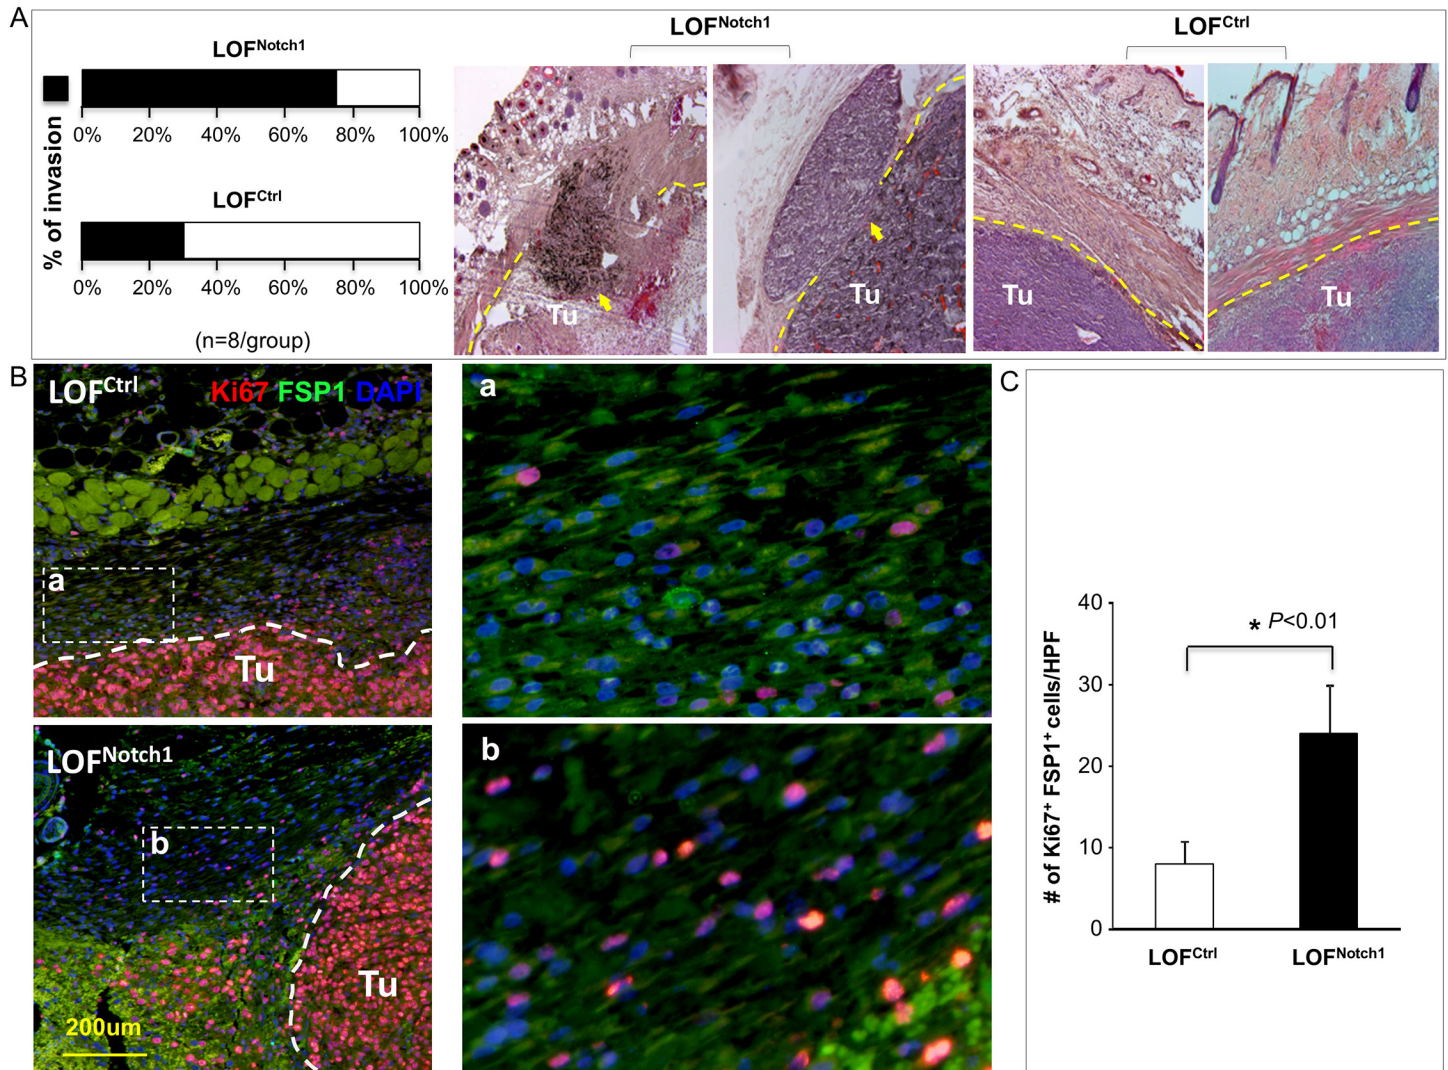 A
% of invasion
LOFNotch1
0% 20% 40% 60% 80% 100%
LOFCtrl
0% 20% 40% 60% 80% 100%
(n=8/group)
LOFNotch1
LOFCtrl
Tu
Tu
Tu
Tu
B
LOFCtrl
Ki67 FSP1 DAPI
a
Tu
a
LOFNotch1
b
Tu
200um
b
C
# of Ki67+ FSP1+ cells/HPF
40
30
20
10
0
* P<0.01
LOFCtrl
LOFNotch1